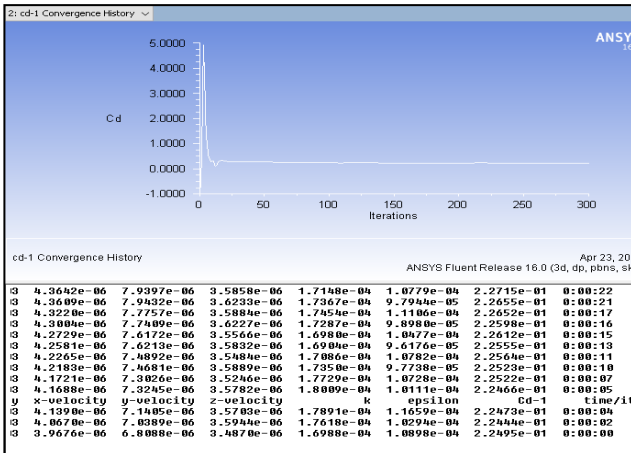 2: cd-1 Convergence History
ANSY
16
5.0000
4.0000
3.0000
Cd 2.0000
1.0000
0.0000
-1.0000
0 50 100 150 200 250 300
Iterations
cd-1 Convergence History Apr 23, 20
ANSYS Fluent Release 16.0 (3d, dp, pbns, sk
3 4.3642e-06 7.9397e-06 3.5858e-06 1.7148e-04 1.0779e-04 2.2715e-01 0:00:22
3 4.3609e-06 7.9432e-06 3.6233e-06 1.7367e-04 9.7944e-05 2.2655e-01 0:00:21
3 4.3220e-06 7.7757e-06 3.5884e-06 1.7454e-04 1.1106e-04 2.2652e-01 0:00:17
3 4.3004e-06 7.7409e-06 3.6227e-06 1.7287e-04 9.8980e-05 2.2598e-01 0:00:16
3 4.2729e-06 7.6172e-06 3.5566e-06 1.6980e-04 1.0477e-04 2.2612e-01 0:00:15
3 4.2581e-06 7.6213e-06 3.5832e-06 1.6904e-04 9.6176e-05 2.2555e-01 0:00:13
3 4.2265e-06 7.4892e-06 3.5484e-06 1.7086e-04 1.0782e-04 2.2564e-01 0:00:11
3 4.2183e-06 7.4681e-06 3.5889e-06 1.7350e-04 9.7738e-05 2.2523e-01 0:00:10
3 4.1721e-06 7.3026e-06 3.5246e-06 1.7729e-04 1.0728e-04 2.2522e-01 0:00:07
3 4.1688e-06 7.3245e-06 3.5782e-06 1.8009e-04 1.0111e-04 2.2466e-01 0:00:05
y x-velocity y-velocity z-velocity k epsilon Cd-1 time/it
3 4.1390e-06 7.1405e-06 3.5703e-06 1.7891e-04 1.1659e-04 2.2473e-01 0:00:04
3 4.0670e-06 7.0389e-06 3.5944e-06 1.7618e-04 1.0294e-04 2.2444e-01 0:00:02
3 3.9676e-06 6.8088e-06 3.4870e-06 1.6988e-04 1.0898e-04 2.2495e-01 0:00:00